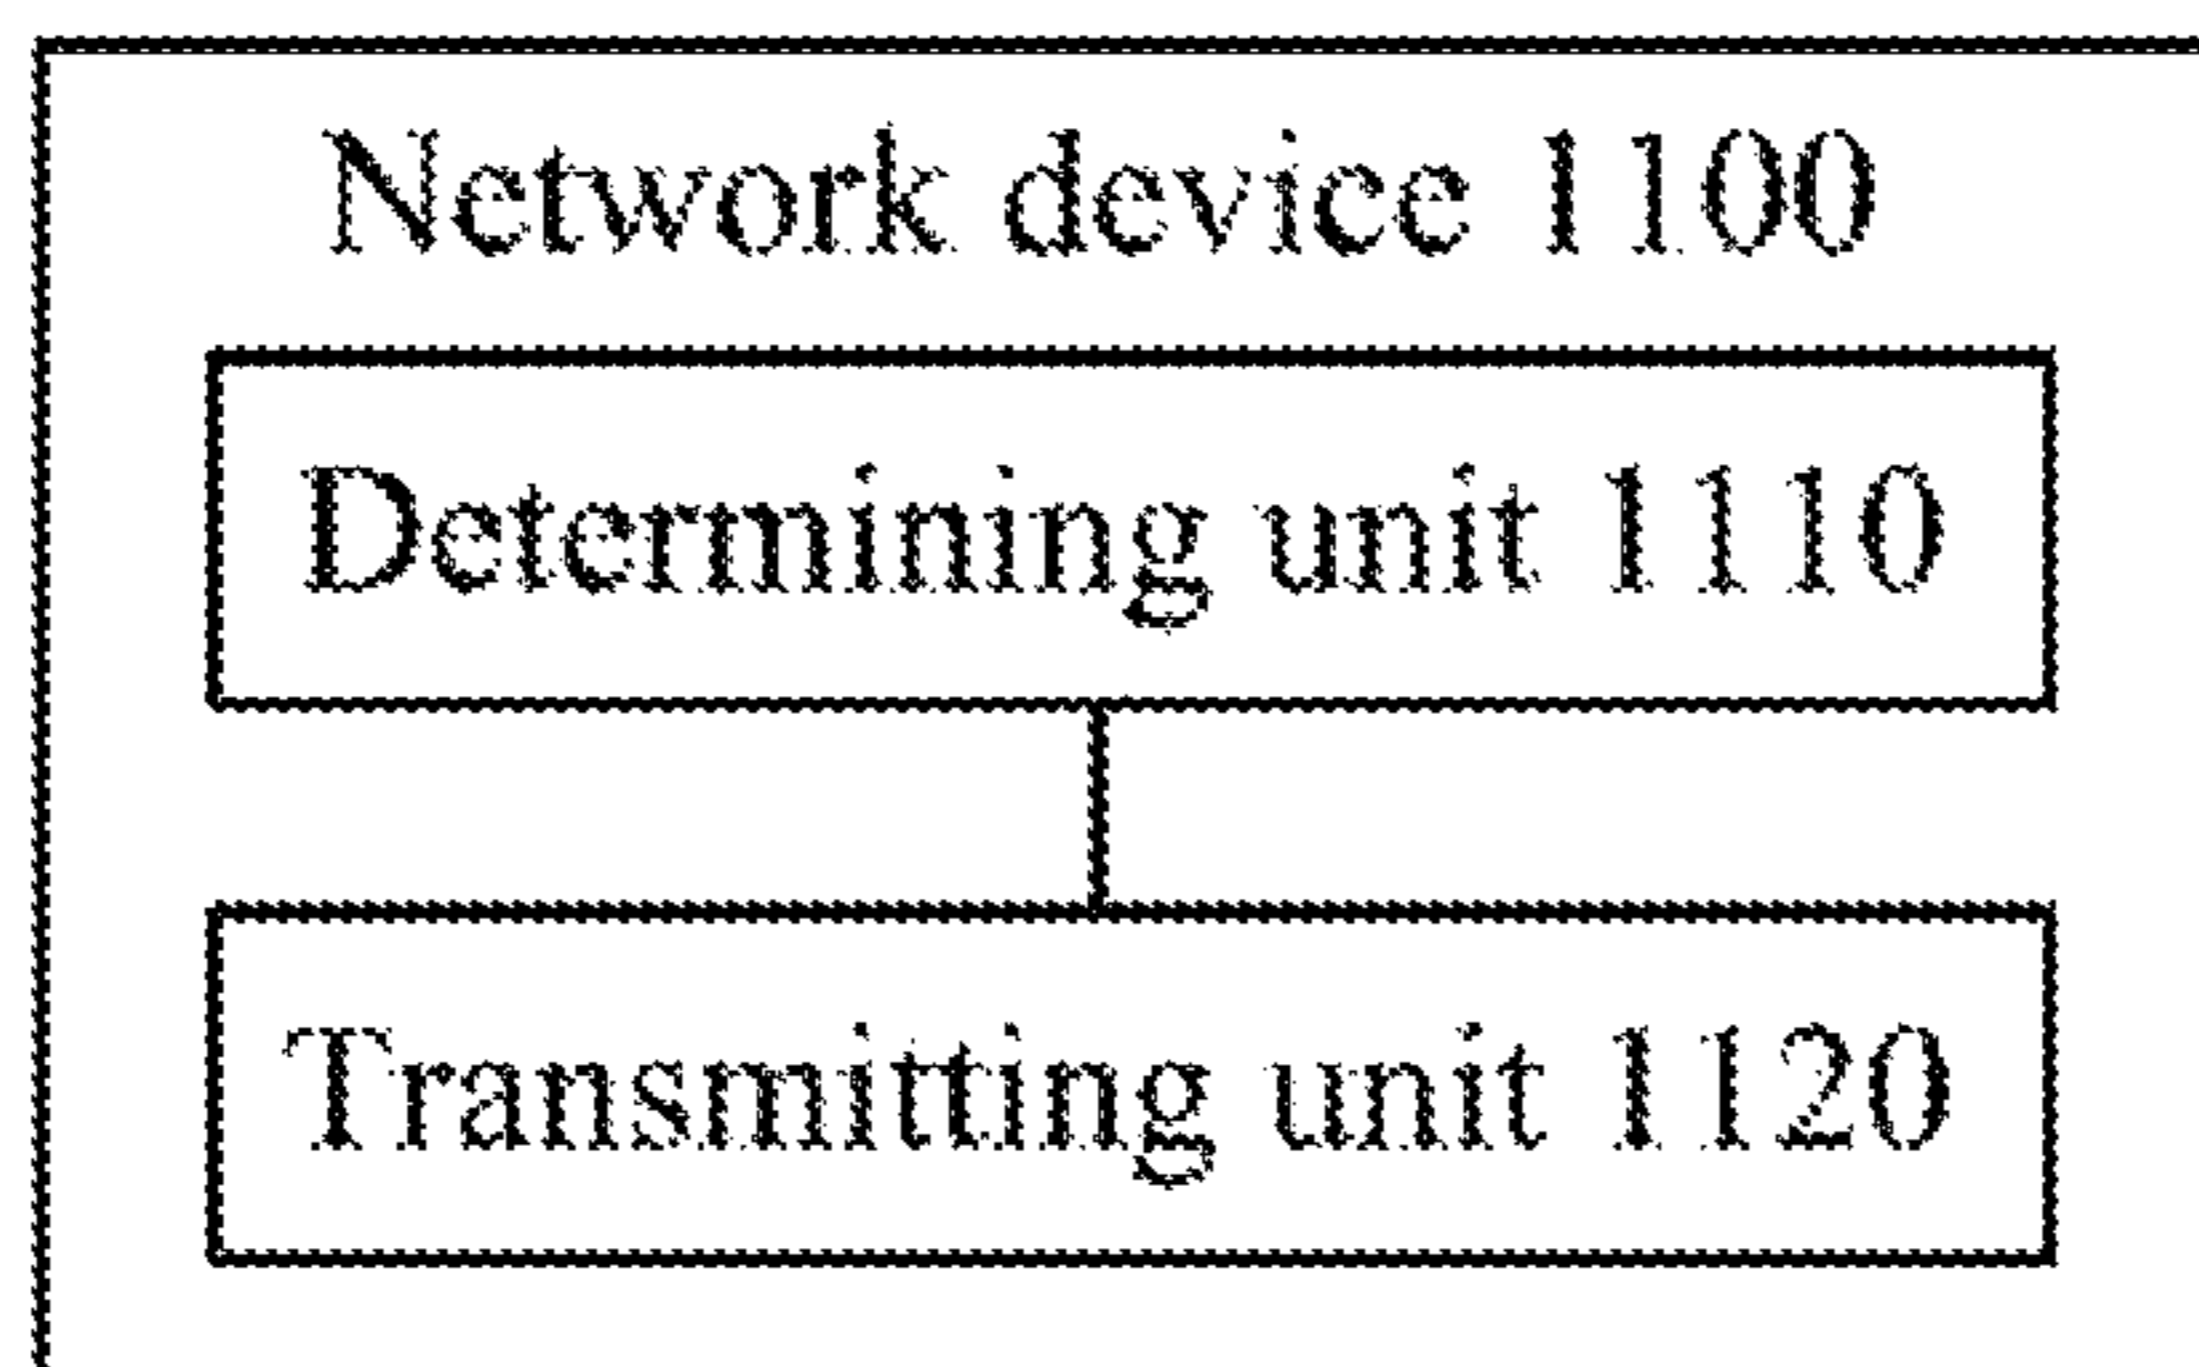 Network device 1100
Determining unit 1110
Transmitting unit 1120